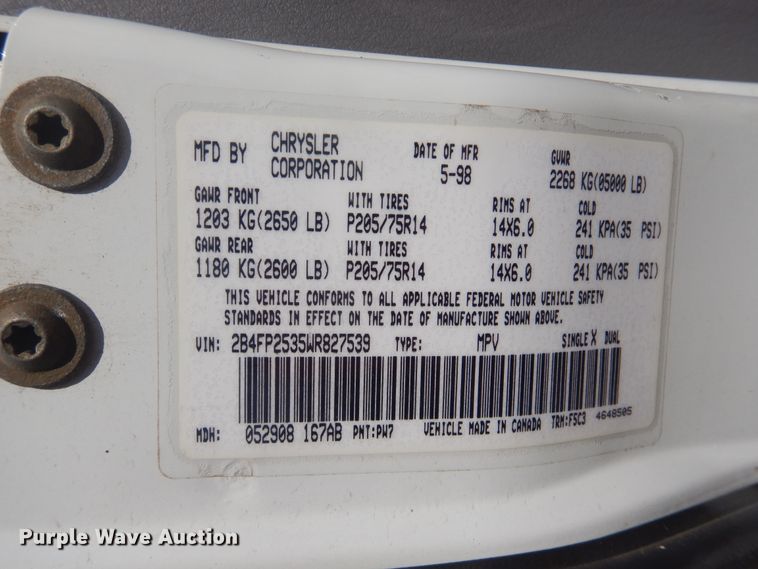 MFD BY CHRYSLER CORPORATION DATE OF MFR 5-98 GVWR 2268 KG(05000 LB)
GAWR FRONT WITH TIRES RIMS AT COLD
1203 KG(2650 LB) P205/75R14 14X6.0 241 KPA(35 PSI)
GAWR REAR WITH TIRES RIMS AT COLD
1180 KG(2600 LB) P205/75R14 14X6.0 241 KPA(35 PSI)
THIS VEHICLE CONFORMS TO ALL APPLICABLE FEDERAL MOTOR VEHICLE SAFETY
STANDARDS IN EFFECT ON THE DATE OF MANUFACTURE SHOWN ABOVE.
VIN: 2B4FP2535WR827539 TYPE: MPV SINGLE X DUAL
MDH: 052908 167AB PNT:PW7 VEHICLE MADE IN CANADA TRM:F5C3 4648505
Purple Wave Auction